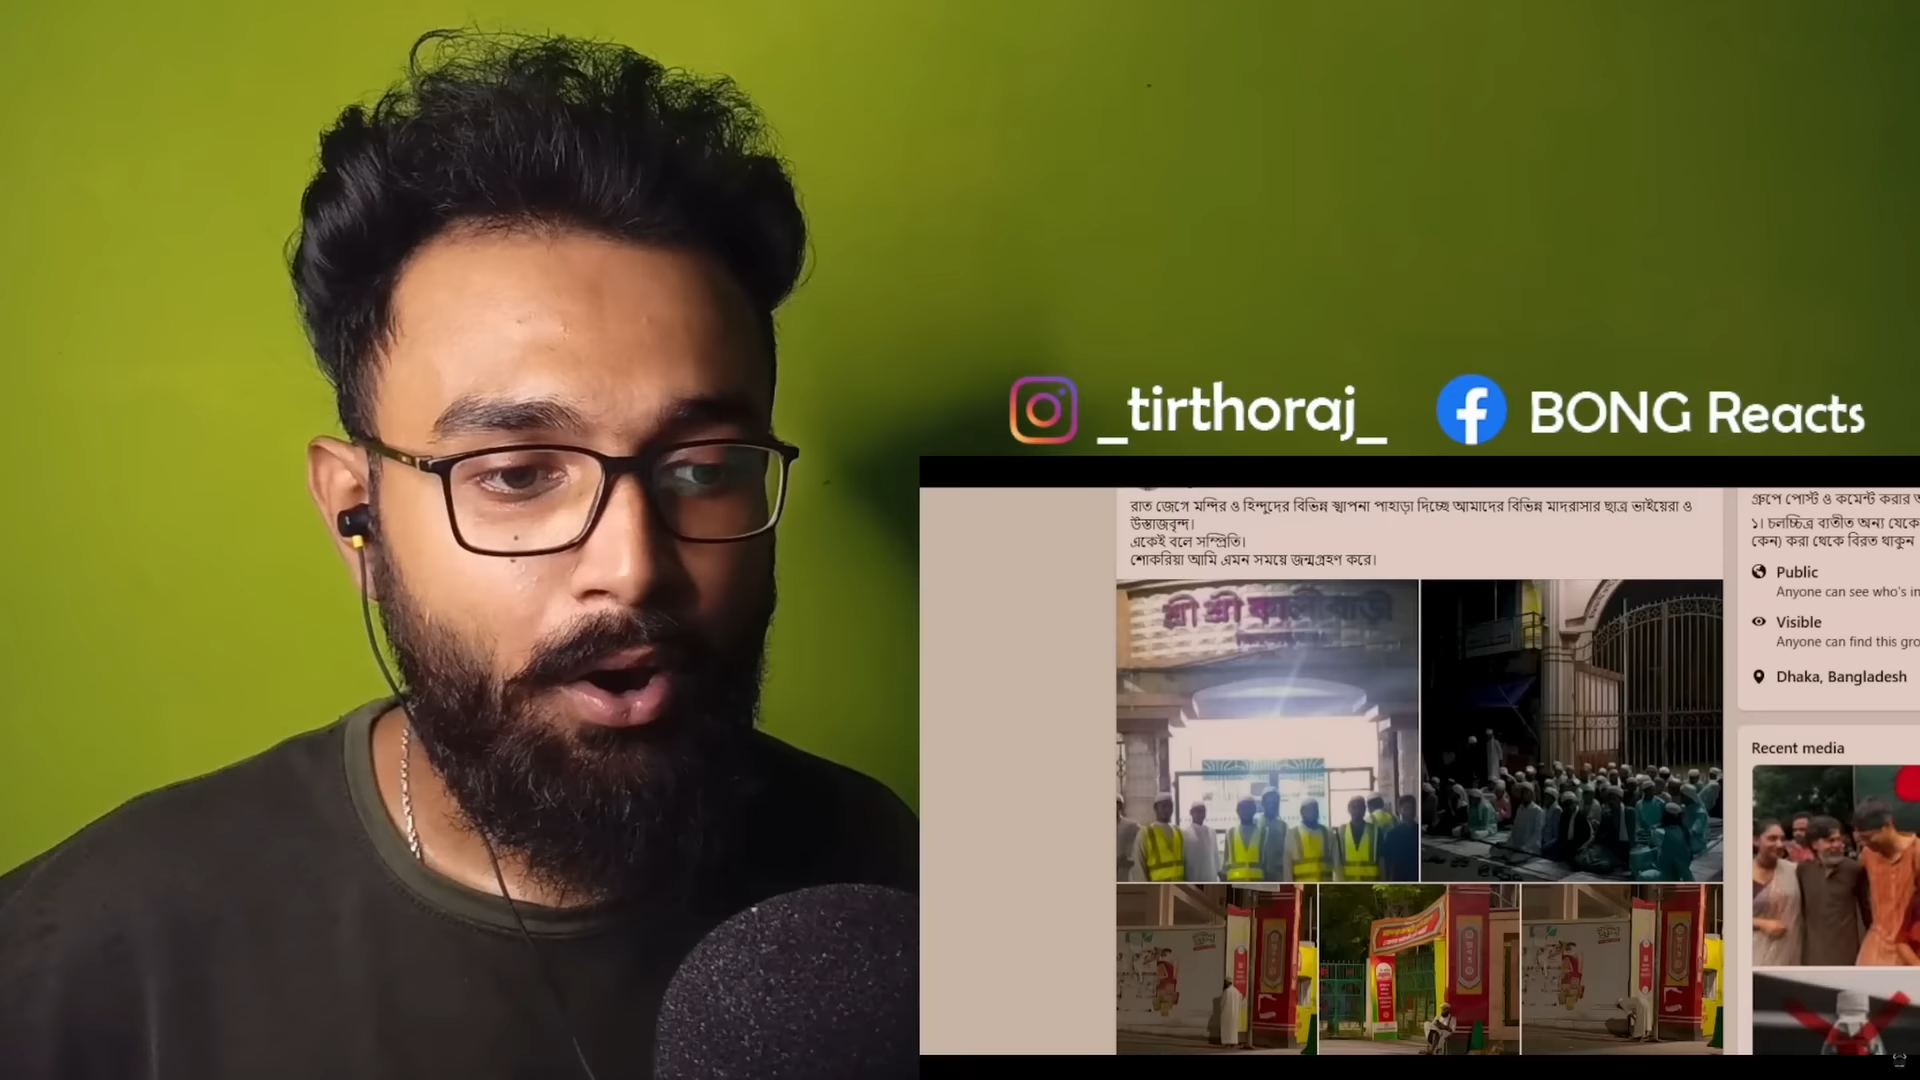 _tirthoraj_
BONG Reacts
রাত জেগে মন্দির ও হিন্দুদের বিভিন্ন স্থাপনা পাহাড়া দিচ্ছে আমাদের বিভিন্ন মাদরাসার ছাত্র ভাইয়েরা ও
উস্তাজবৃন্দ।
একেই বলে সম্প্রিতি।
শোকরিয়া আমি এমন সময়ে জন্মগ্রহণ করে।
শ্রী শ্রী কালীবাড়ী
গ্রুপে পোস্ট ও কমেন্ট করার
১। চলচ্চিত্র ব্যতীত অন্য যেকে
কেন) করা থেকে বিরত থাকুন
Public
Anyone can see who's in
Visible
Anyone can find this gro
Dhaka, Bangladesh
Recent media